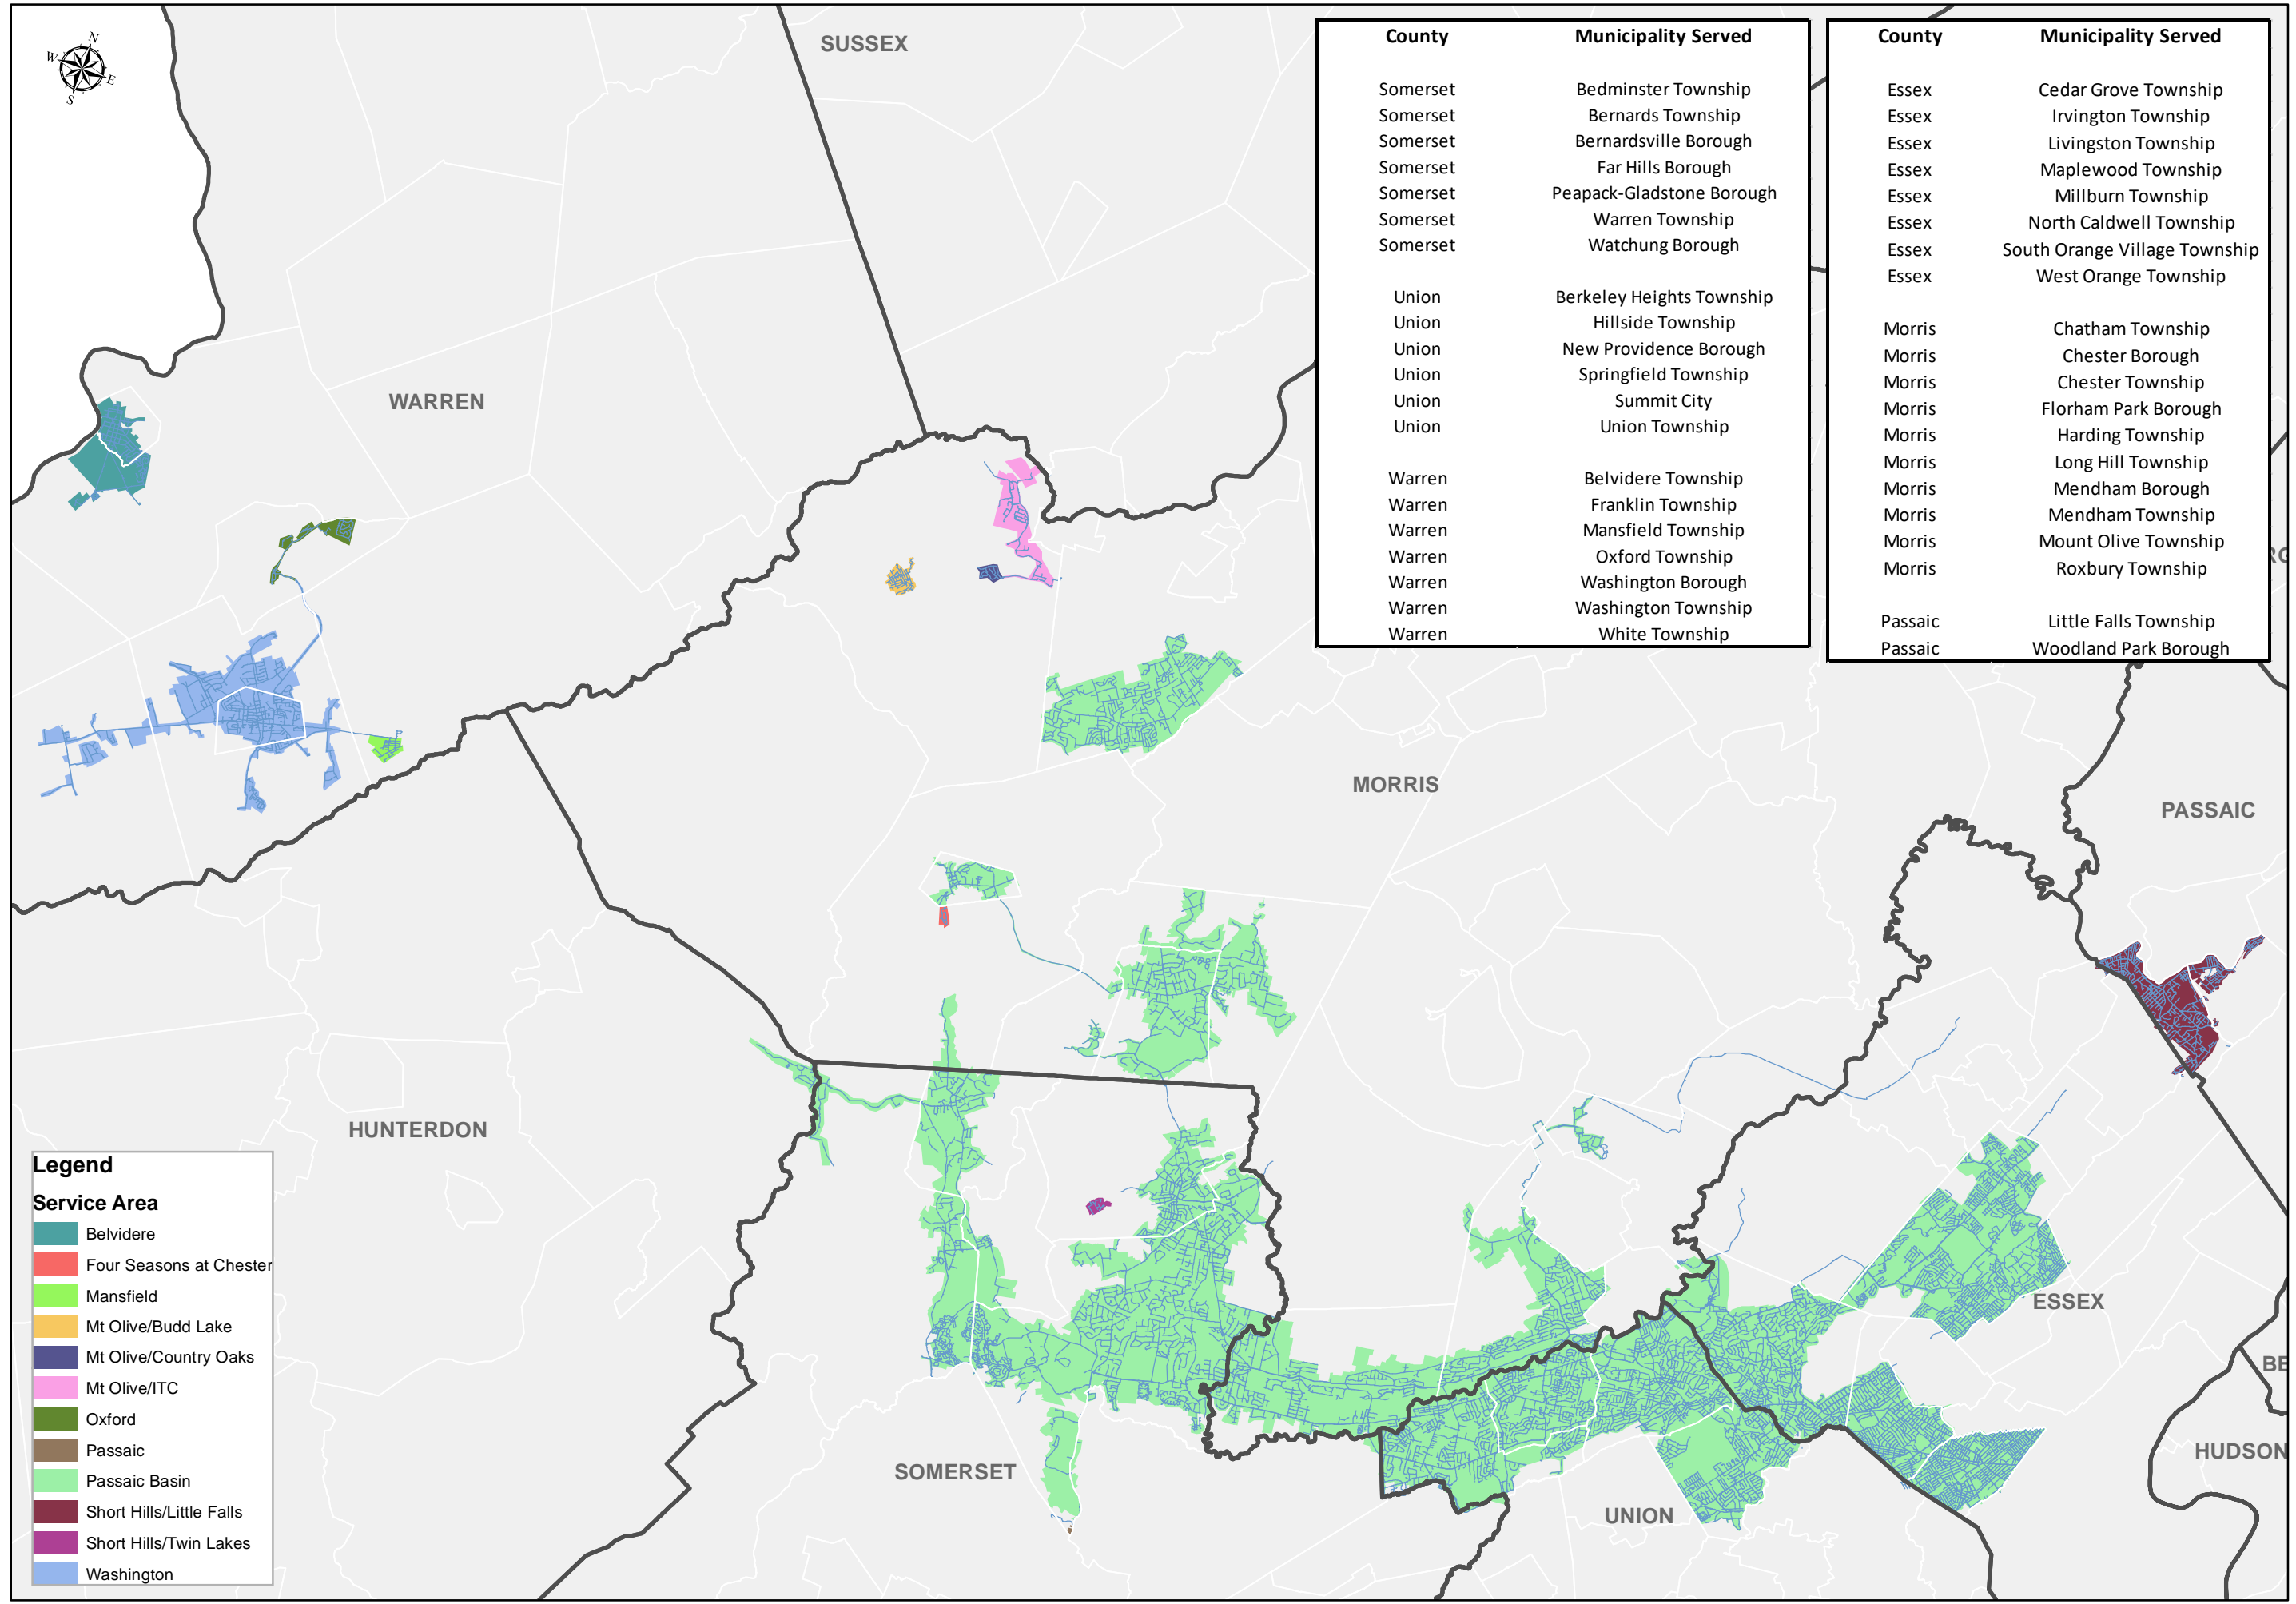 N
W
E
S
SUSSEX
WARREN
MORRIS
PASSAIC
HUNTERDON
SOMERSET
UNION
ESSEX
HUDSON
BE
County Municipality Served
Somerset Bedminster Township
Somerset Bernards Township
Somerset Bernardsville Borough
Somerset Far Hills Borough
Somerset Peapack-Gladstone Borough
Somerset Warren Township
Somerset Watchung Borough
Union Berkeley Heights Township
Union Hillside Township
Union New Providence Borough
Union Springfield Township
Union Summit City
Union Union Township
Warren Belvidere Township
Warren Franklin Township
Warren Mansfield Township
Warren Oxford Township
Warren Washington Borough
Warren Washington Township
Warren White Township
County Municipality Served
Essex Cedar Grove Township
Essex Irvington Township
Essex Livingston Township
Essex Maplewood Township
Essex Millburn Township
Essex North Caldwell Township
Essex South Orange Village Township
Essex West Orange Township
Morris Chatham Township
Morris Chester Borough
Morris Chester Township
Morris Florham Park Borough
Morris Harding Township
Morris Long Hill Township
Morris Mendham Borough
Morris Mendham Township
Morris Mount Olive Township
Morris Roxbury Township
Passaic Little Falls Township
Passaic Woodland Park Borough
Legend
Service Area
Belvidere
Four Seasons at Chester
Mansfield
Mt Olive/Budd Lake
Mt Olive/Country Oaks
Mt Olive/ITC
Oxford
Passaic
Passaic Basin
Short Hills/Little Falls
Short Hills/Twin Lakes
Washington